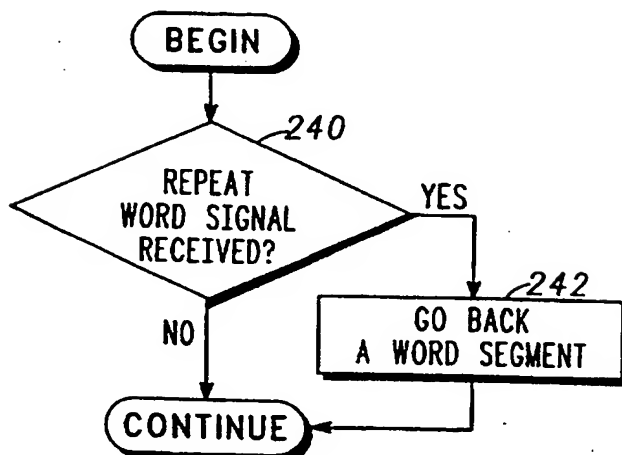 BEGIN
240
REPEAT
WORD SIGNAL
RECEIVED?
YES
NO
242
GO BACK
A WORD SEGMENT
CONTINUE